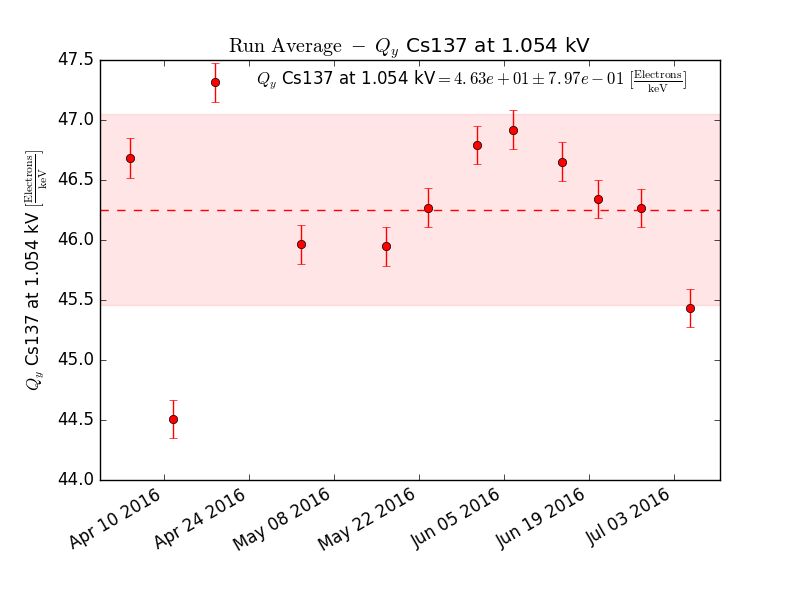 Run Average − Q_y Cs137 at 1.054 kV
Q_y Cs137 at 1.054 kV = 4.63e + 01 ± 7.97e − 01 [Electrons/keV]
Q_y Cs137 at 1.054 kV [Electrons/keV]
47.5
47.0
46.5
46.0
45.5
45.0
44.5
44.0
Apr 10 2016
Apr 24 2016
May 08 2016
May 22 2016
Jun 05 2016
Jun 19 2016
Jul 03 2016